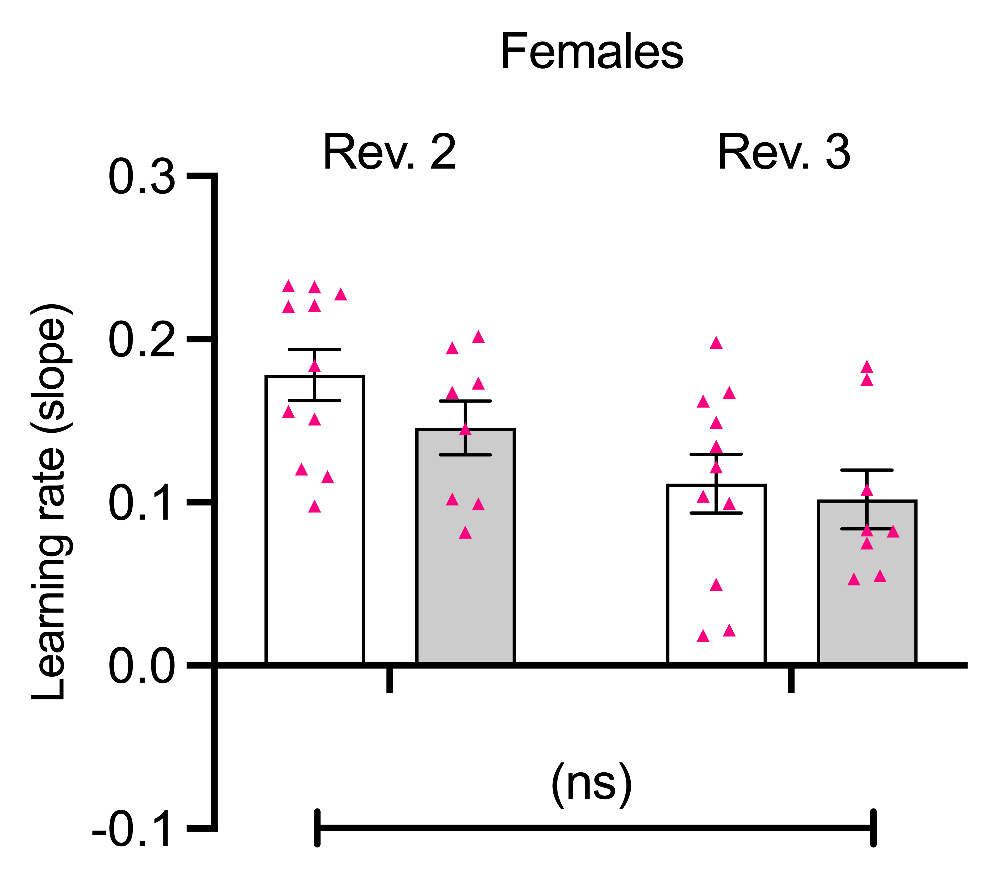 Females
Rev. 2
Rev. 3
Learning rate (slope)
0.3
0.2
0.1
0.0
-0.1
(ns)